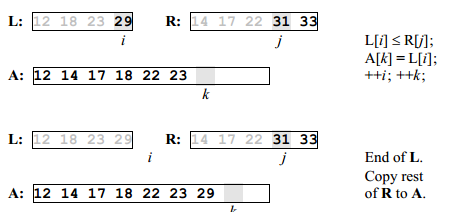 L: 12 18 23 29 R: 14 17 22 31 33
i j
L[i] ≤ R[j];
A[k] = L[i];
++i; ++k;
A: 12 14 17 18 22 23
k
L: 12 18 23 29 R: 14 17 22 31 33
i j
End of L.
Copy rest
of R to A.
A: 12 14 17 18 22 23 29
k